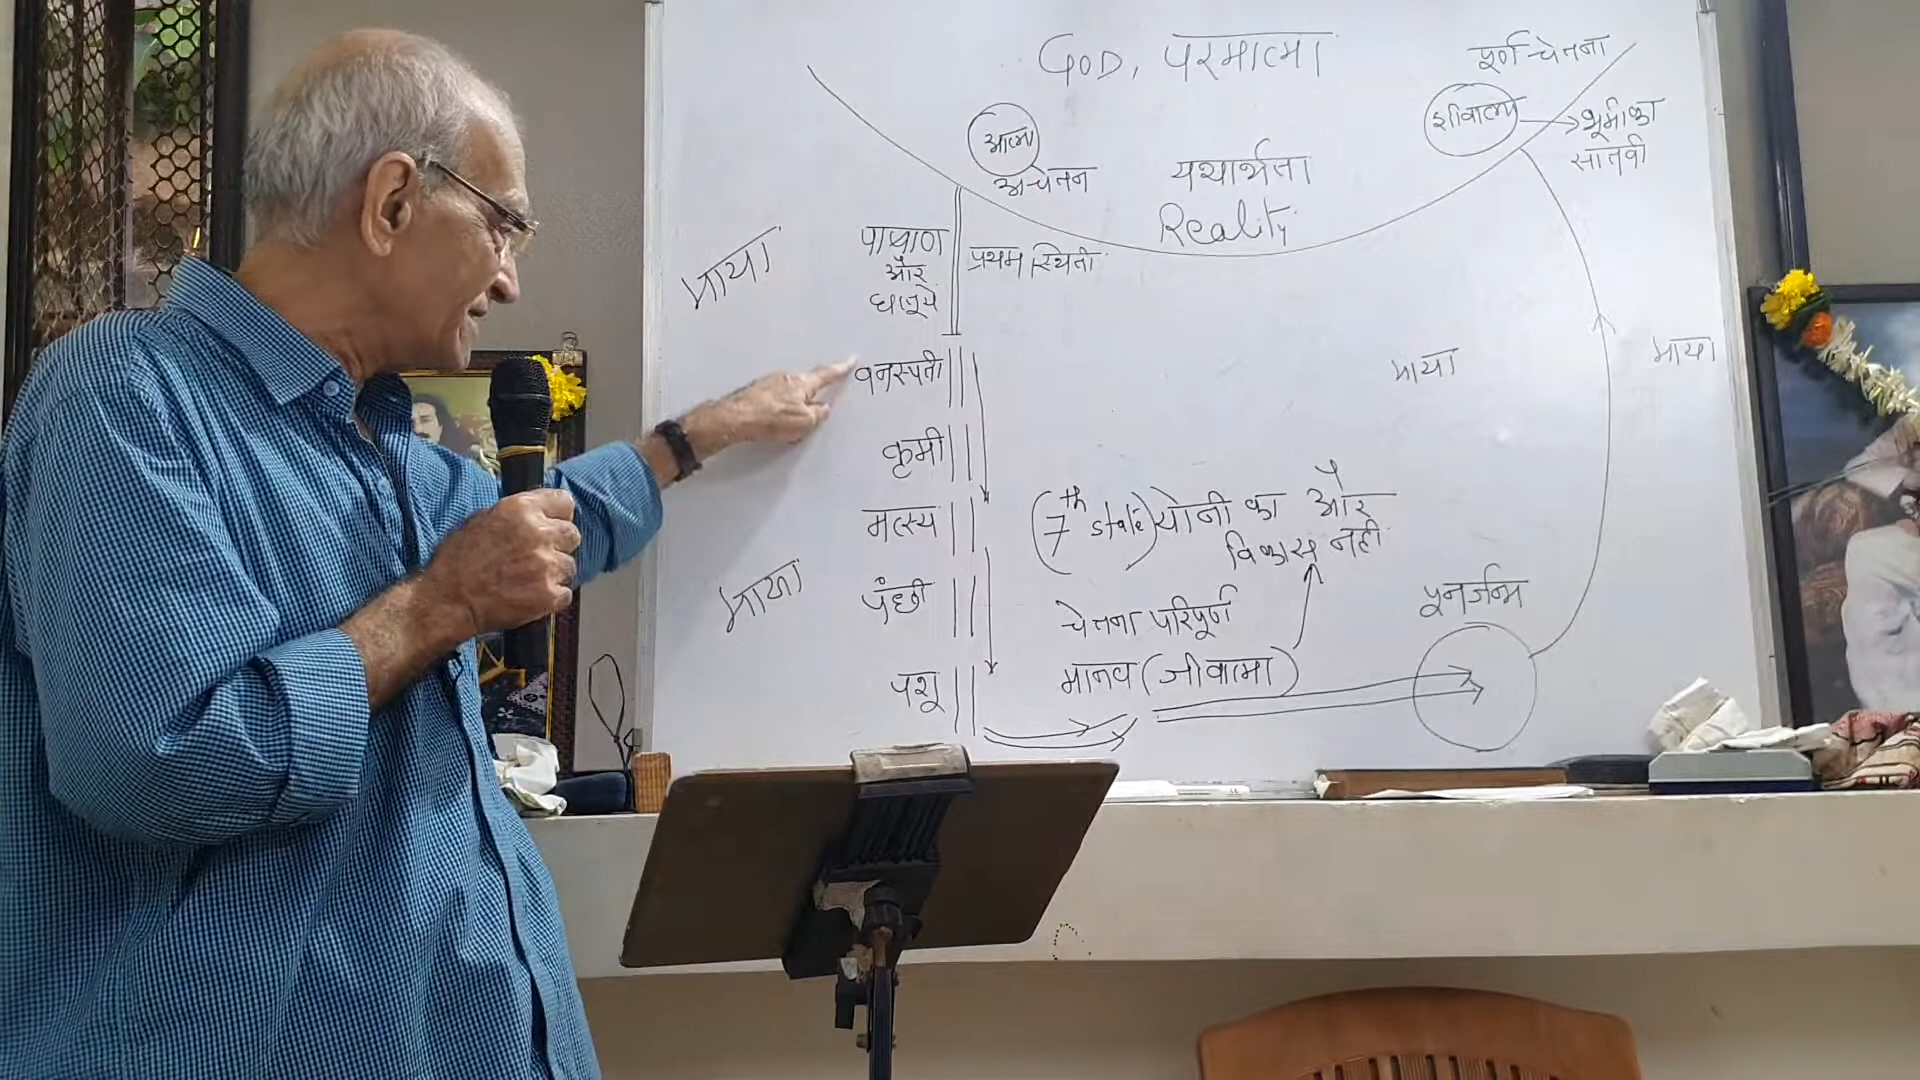 GOD, परमात्मा
पूर्ण चेतना
आत्मा
शीवात्मा
भूमीका
सातवी
अचेतन
यथार्थता
Reality
माया
पाषाण
और
धातूये
प्रथम स्थिती
वनस्पती
माया
माया
कृमी
मत्स्य
(7th state) योनी का और
विकास नही
माया
पंछी
चेतना परिपूर्ण
पूनर्जन्म
पशू
मानव (जीवात्मा)